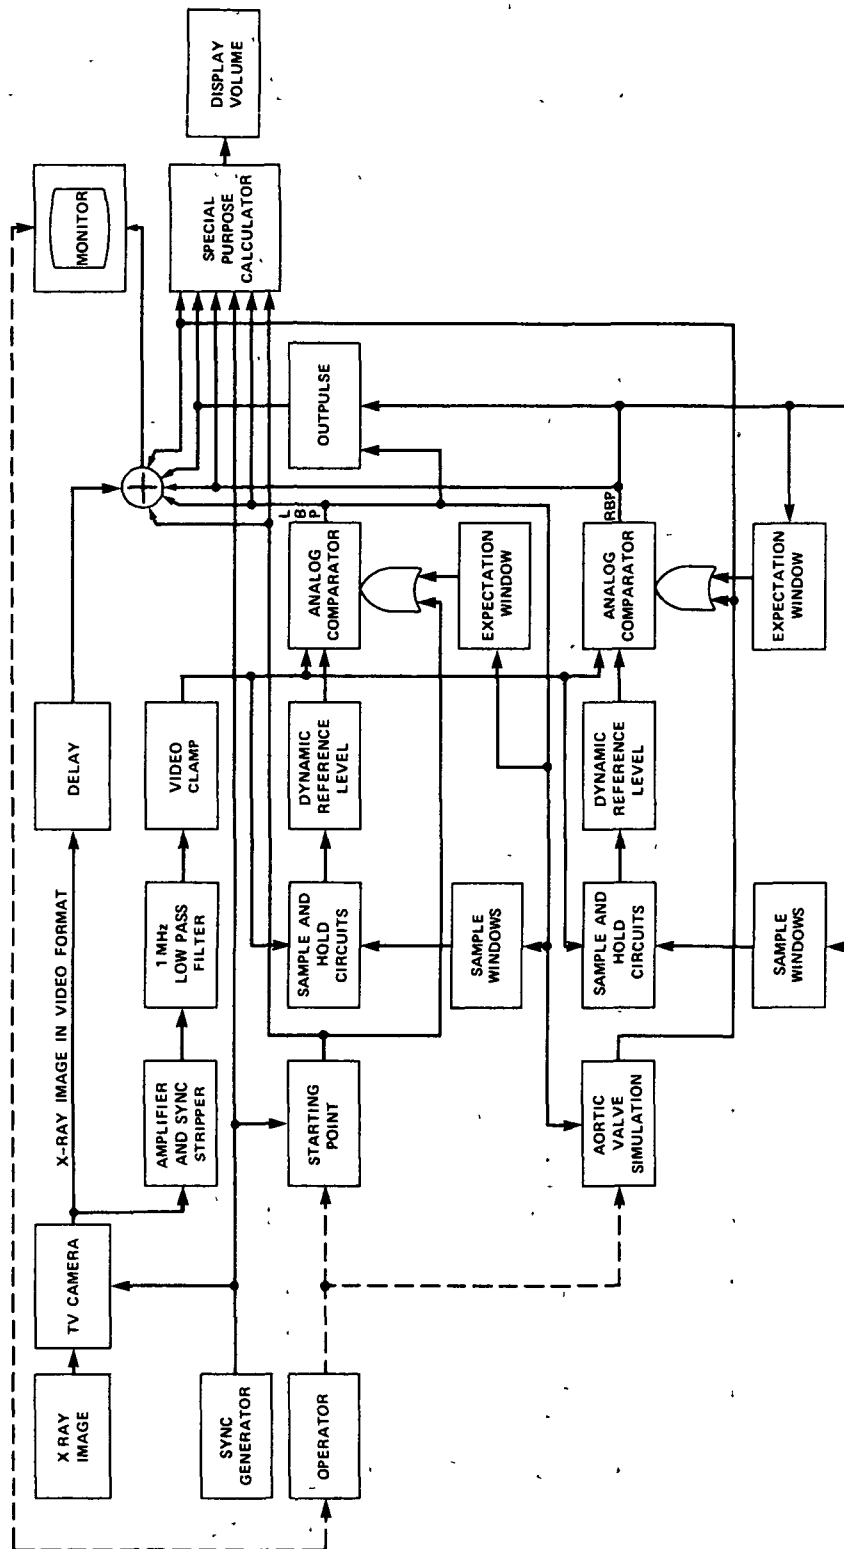 X RAY
IMAGE
TV CAMERA
X-RAY IMAGE IN VIDEO FORMAT
DELAY
MONITOR
AMPLIFIER
AND SYNC
STRIPPER
1 MHz
LOW PASS
FILTER
VIDEO
CLAMP
DISPLAY
VOLUME
SYNC
GENERATOR
SPECIAL
PURPOSE
CALCULATOR
OPERATOR
STARTING
POINT
SAMPLE AND
HOLD
CIRCUITS
DYNAMIC
REFERENCE
LEVEL
ANALOG
COMPARATOR
L
B
P
OUTPULSE
SAMPLE
WINDOWS
EXPECTATION
WINDOW
AORTIC
VALVE
SIMULATION
SAMPLE AND
HOLD
CIRCUITS
DYNAMIC
REFERENCE
LEVEL
ANALOG
COMPARATOR
RBP
SAMPLE
WINDOWS
EXPECTATION
WINDOW